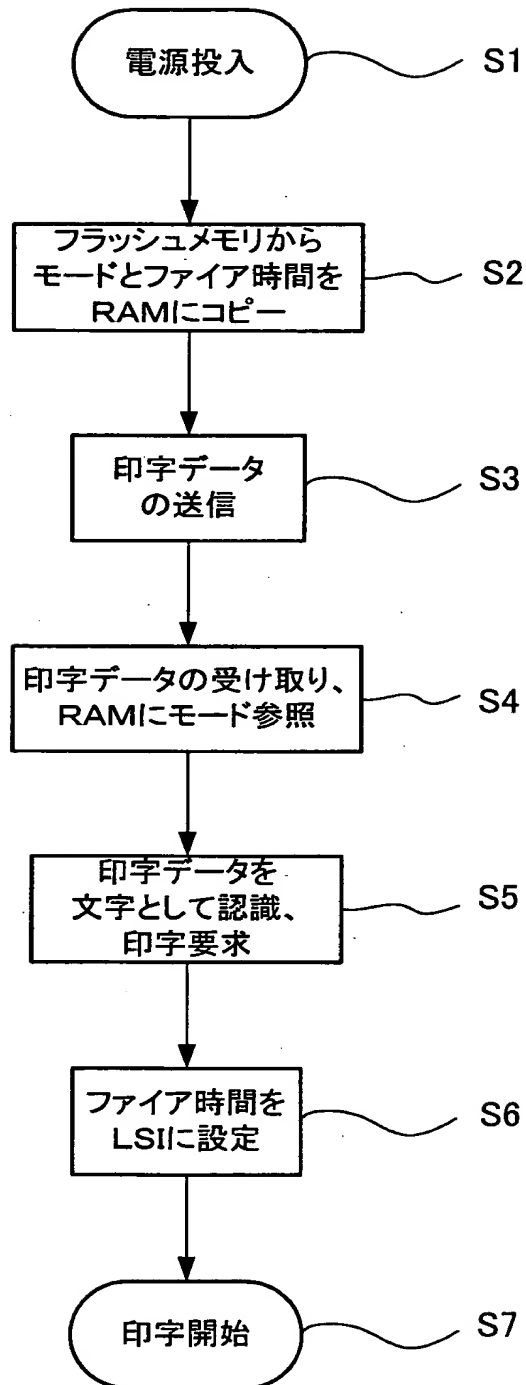 電源投入
S1
フラッシュメモリから
モードとファイア時間を
RAMにコピー
S2
印字データ
の送信
S3
印字データの受け取り、
RAMにモード参照
S4
印字データを
文字として認識、
印字要求
S5
ファイア時間を
LSIに設定
S6
印字開始
S7